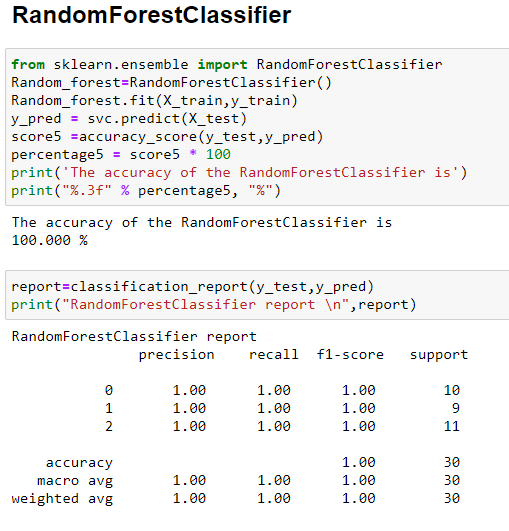 RandomForestClassifier
from sklearn.ensemble import RandomForestClassifier
Random_forest=RandomForestClassifier()
Random_forest.fit(X_train,y_train)
y_pred = svc.predict(X_test)
score5 =accuracy_score(y_test,y_pred)
percentage5 = score5 * 100
print('The accuracy of the RandomForestClassifier is')
print("%.3f" % percentage5, "%")
The accuracy of the RandomForestClassifier is
100.000 %
report=classification_report(y_test,y_pred)
print("RandomForestClassifier report \n",report)
RandomForestClassifier report
precision recall f1-score support
0 1.00 1.00 1.00 10
1 1.00 1.00 1.00 9
2 1.00 1.00 1.00 11
accuracy 1.00 30
macro avg 1.00 1.00 1.00 30
weighted avg 1.00 1.00 1.00 30